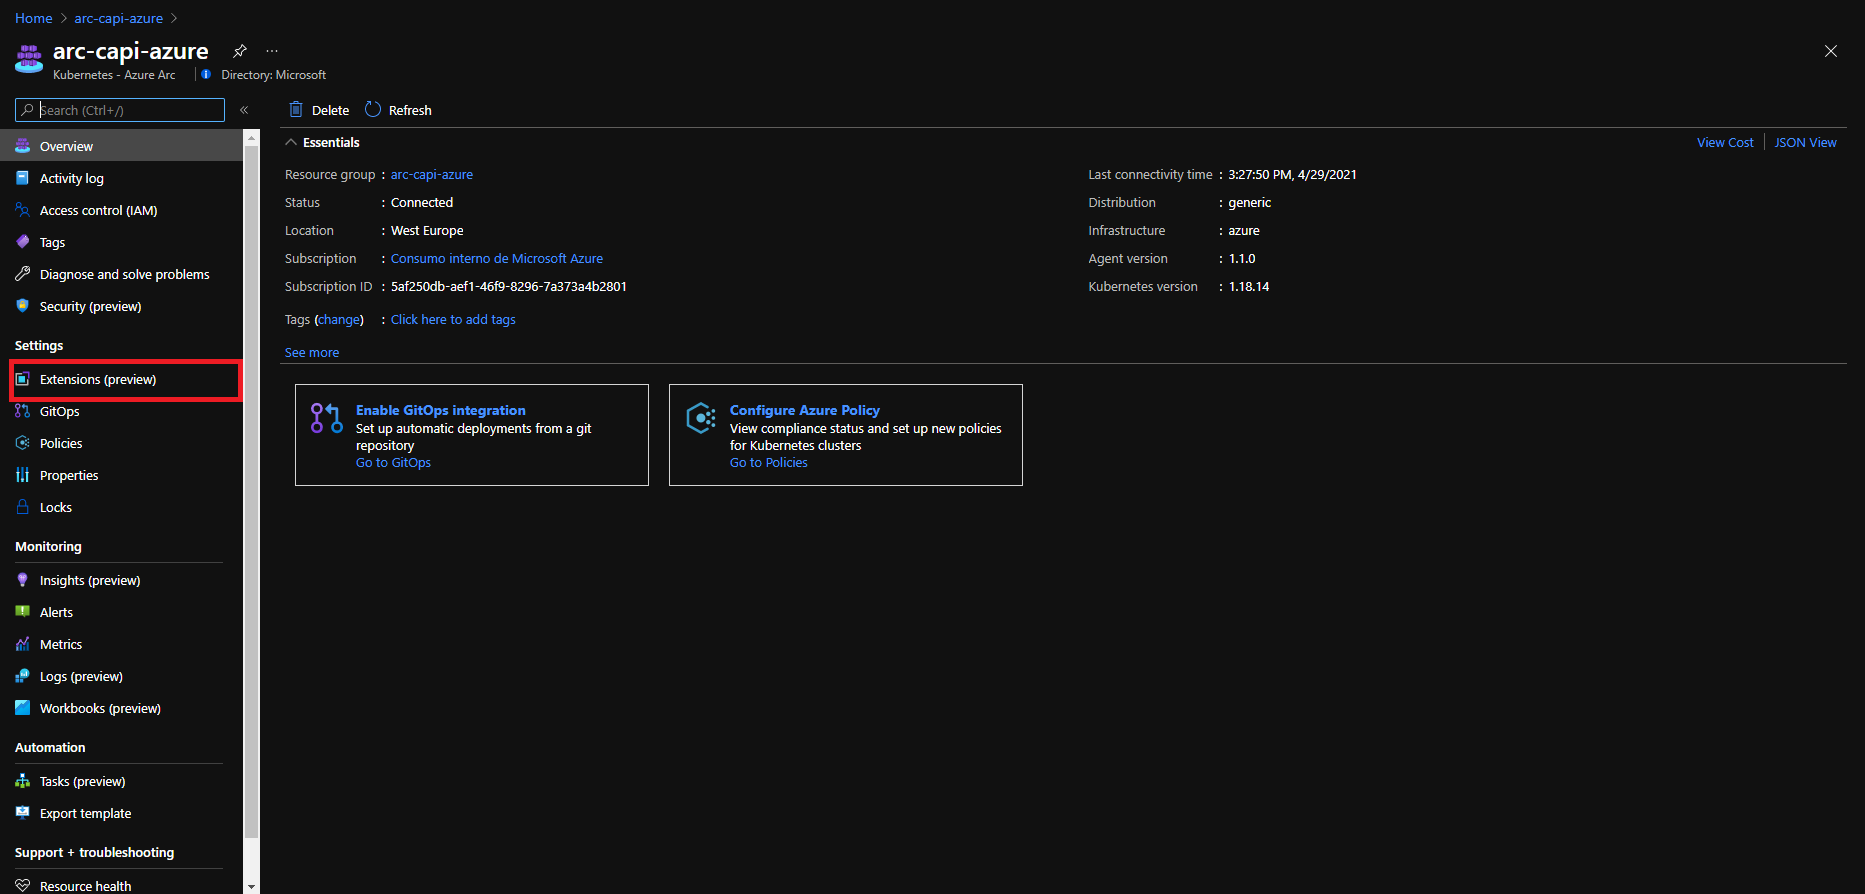 Home > arc-capi-azure >
arc-capi-azure ...
Kubernetes - Azure Arc Directory: Microsoft
Search (Ctrl+/) «
Overview
Activity log
Access control (IAM)
Tags
Diagnose and solve problems
Security (preview)
Settings
Extensions (preview)
GitOps
Policies
Properties
Locks
Monitoring
Insights (preview)
Alerts
Metrics
Logs (preview)
Workbooks (preview)
Automation
Tasks (preview)
Export template
Support + troubleshooting
Resource health
Delete Refresh
Essentials
View Cost JSON View
Resource group : arc-capi-azure
Status : Connected
Location : West Europe
Subscription : Consumo interno de Microsoft Azure
Subscription ID : 5af250db-aef1-46f9-8296-7a373a4b2801
Tags (change) : Click here to add tags
See more
Last connectivity time : 3:27:50 PM, 4/29/2021
Distribution : generic
Infrastructure : azure
Agent version : 1.1.0
Kubernetes version : 1.18.14
Enable GitOps integration
Set up automatic deployments from a git
repository
Go to GitOps
Configure Azure Policy
View compliance status and set up new policies
for Kubernetes clusters
Go to Policies